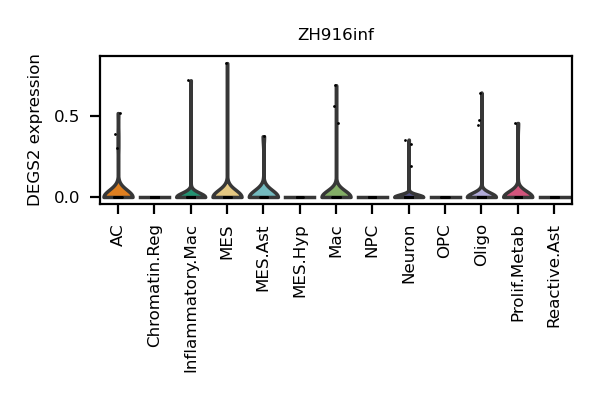 ZH916inf
DEGS2 expression
0.5
0.0
AC
Chromatin.Reg
Inflammatory.Mac
MES
MES.Ast
MES.Hyp
Mac
NPC
Neuron
OPC
Oligo
Prolif.Metab
Reactive.Ast